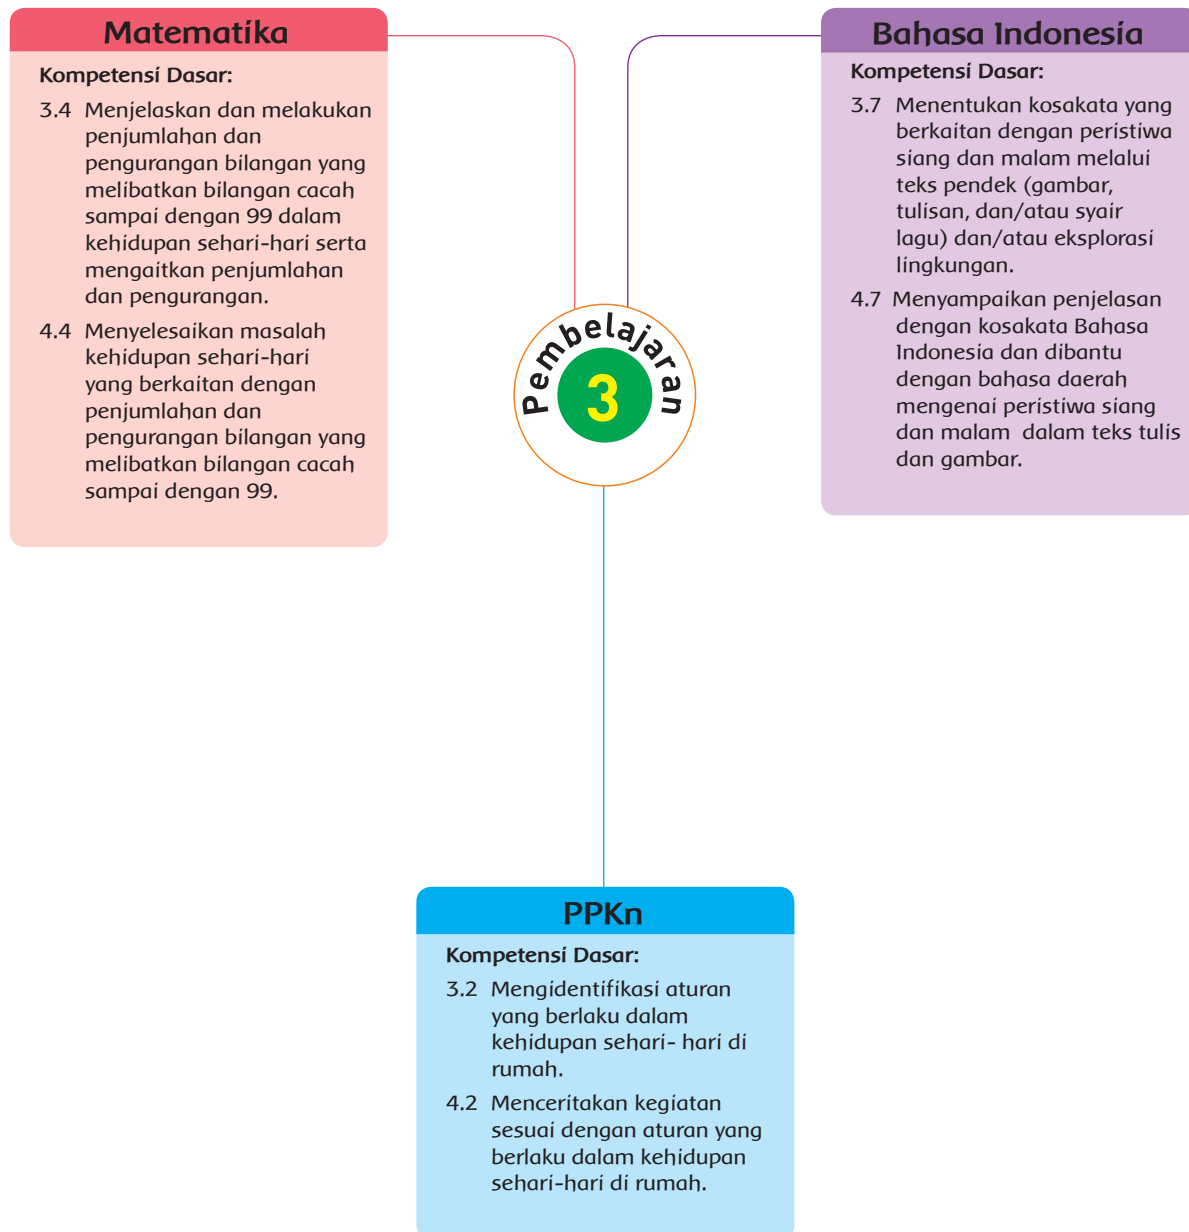 Matematika
Kompetensi Dasar:
3.4 Menjelaskan dan melakukan
penjumlahan dan
pengurangan bilangan yang
melibatkan bilangan cacah
sampai dengan 99 dalam
kehidupan sehari-hari serta
mengaitkan penjumlahan
dan pengurangan.
4.4 Menyelesaikan masalah
kehidupan sehari-hari
yang berkaitan dengan
penjumlahan dan
pengurangan bilangan yang
melibatkan bilangan cacah
sampai dengan 99.
Bahasa Indonesia
Kompetensi Dasar:
3.7 Menentukan kosakata yang
berkaitan dengan peristiwa
siang dan malam melalui
teks pendek (gambar,
tulisan, dan/atau syair
lagu) dan/atau eksplorasi
lingkungan.
4.7 Menyampaikan penjelasan
dengan kosakata Bahasa
Indonesia dan dibantu
dengan bahasa daerah
mengenai peristiwa siang
dan malam dalam teks tulis
dan gambar.
Pembelajaran
3
PPKn
Kompetensi Dasar:
3.2 Mengidentifikasi aturan
yang berlaku dalam
kehidupan sehari- hari di
rumah.
4.2 Menceritakan kegiatan
sesuai dengan aturan yang
berlaku dalam kehidupan
sehari-hari di rumah.